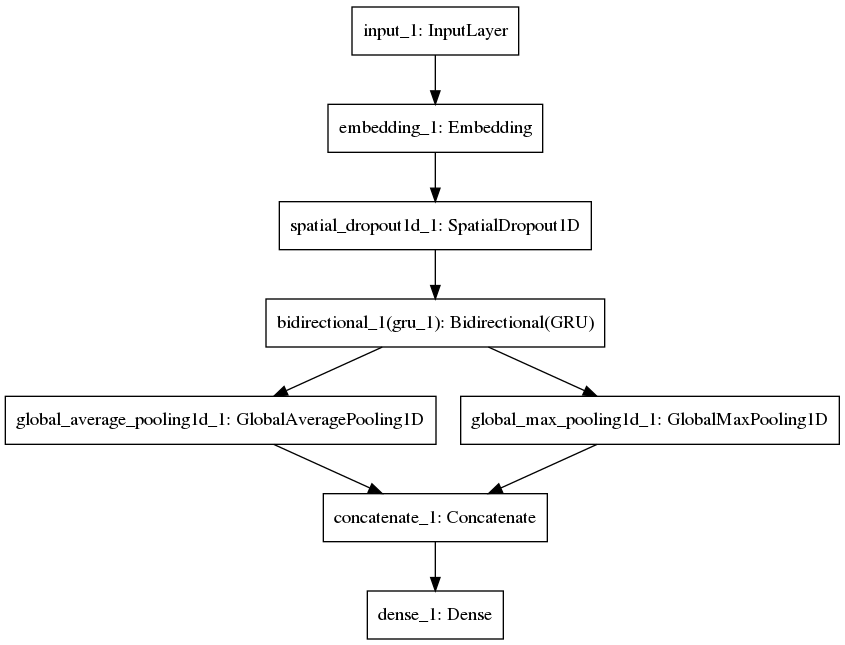 input_1: InputLayer
embedding_1: Embedding
spatial_dropout1d_1: SpatialDropout1D
bidirectional_1(gru_1): Bidirectional(GRU)
global_average_pooling1d_1: GlobalAveragePooling1D
global_max_pooling1d_1: GlobalMaxPooling1D
concatenate_1: Concatenate
dense_1: Dense